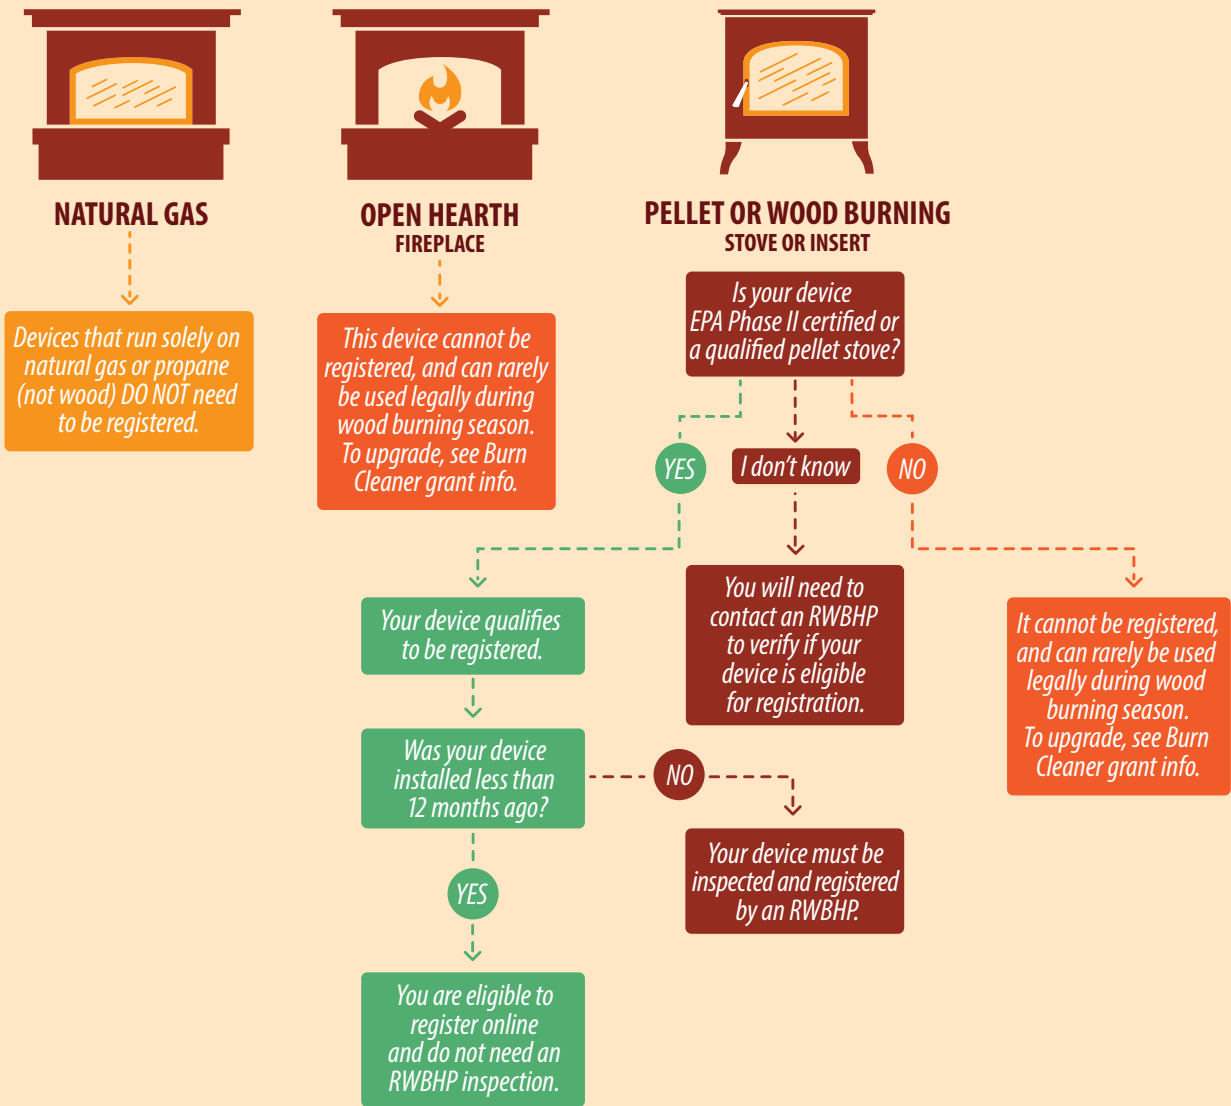 NATURAL GAS
Devices that run solely on
natural gas or propane
(not wood) DO NOT need
to be registered.
OPEN HEARTH
FIREPLACE
This device cannot be
registered, and can rarely
be used legally during
wood burning season.
To upgrade, see Burn
Cleaner grant info.
PELLET OR WOOD BURNING
STOVE OR INSERT
Is your device
EPA Phase II certified or
a qualified pellet stove?
YES
I don't know
NO
Your device qualifies
to be registered.
You will need to
contact an RWBHP
to verify if your
device is eligible
for registration.
It cannot be registered,
and can rarely be used
legally during wood
burning season.
To upgrade, see Burn
Cleaner grant info.
Was your device
installed less than
12 months ago?
NO
Your device must be
inspected and registered
by an RWBHP.
YES
You are eligible to
register online
and do not need an
RWBHP inspection.